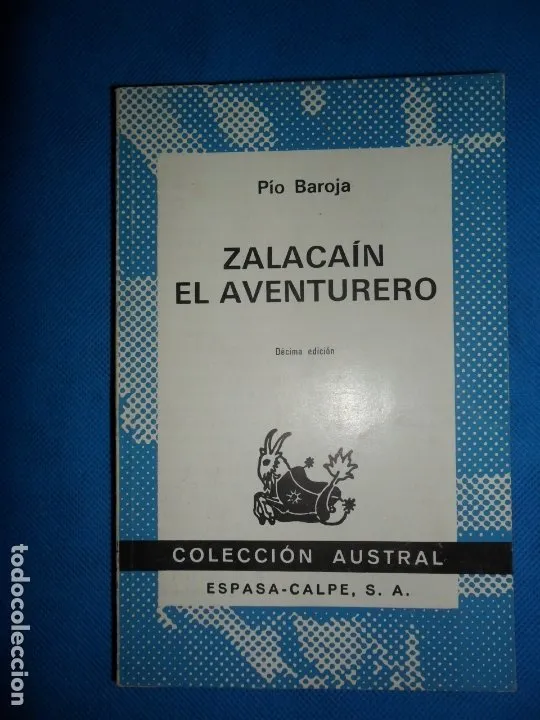 Pío Baroja
ZALACAÍN
EL AVENTURERO
Décima edición
COLECCIÓN AUSTRAL
ESPASA-CALPE, S. A.
todocoleccion